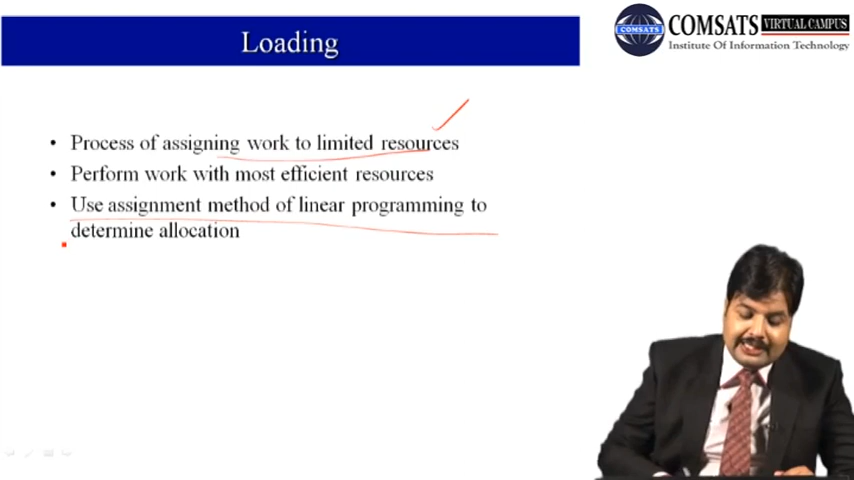 Loading
COMSATS VIRTUAL CAMPUS
Institute Of Information Technology
COMSATS
• Process of assigning work to limited resources
• Perform work with most efficient resources
• Use assignment method of linear programming to
determine allocation